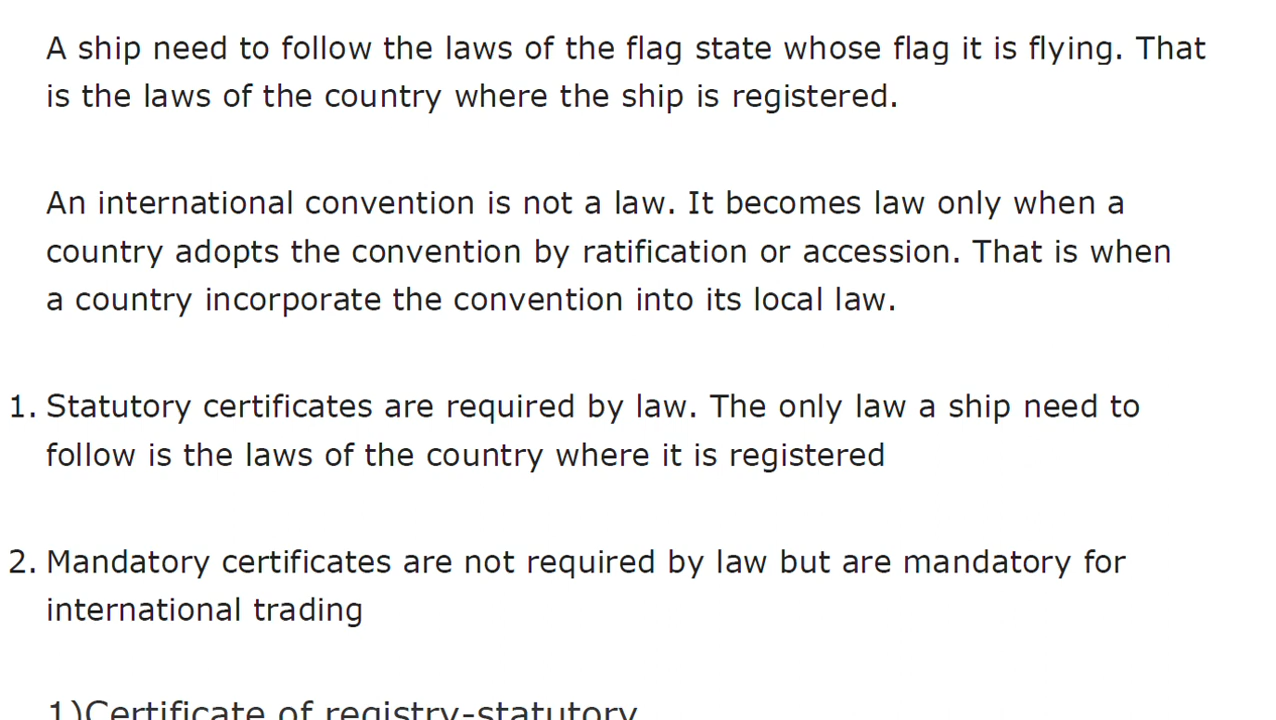 A ship need to follow the laws of the flag state whose flag it is flying. That
is the laws of the country where the ship is registered.
An international convention is not a law. It becomes law only when a
country adopts the convention by ratification or accession. That is when
a country incorporate the convention into its local law.
1. Statutory certificates are required by law. The only law a ship need to
follow is the laws of the country where it is registered
2. Mandatory certificates are not required by law but are mandatory for
international trading
1)Certificate of registry-statutory